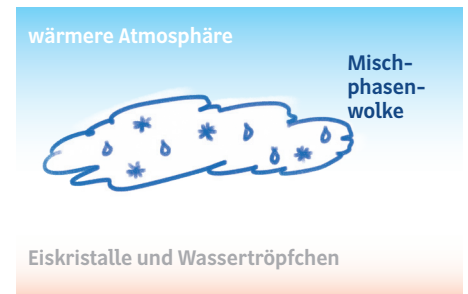 wärmere Atmosphäre
Misch-
phasen-
wolke
Eiskristalle und Wassertröpfchen